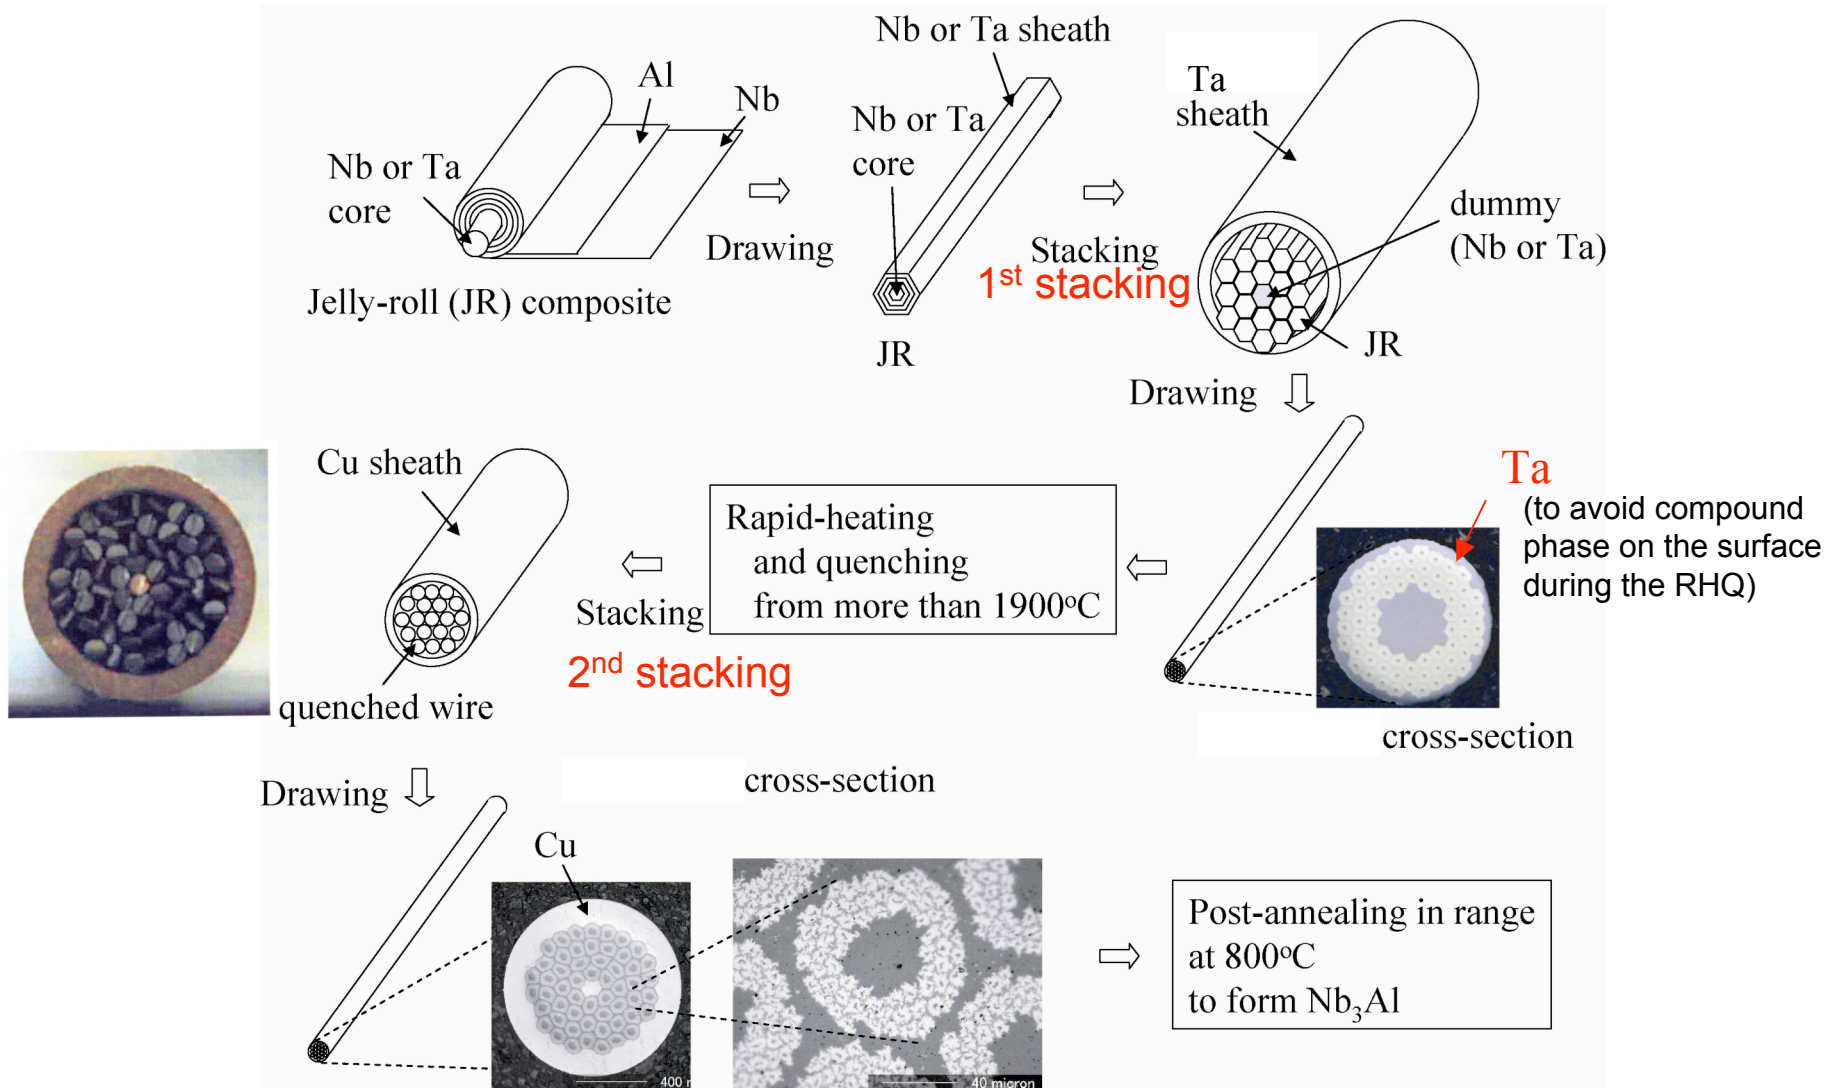 Nb or Ta sheath
Al
Nb
Ta
sheath
Nb or Ta
core
Nb or Ta
core
dummy
(Nb or Ta)
Drawing
Stacking
1st stacking
Jelly-roll (JR) composite
JR
JR
Drawing
Cu sheath
Rapid-heating
and quenching
from more than 1900°C
Ta
(to avoid compound
phase on the surface
during the RHQ)
Stacking
2nd stacking
quenched wire
cross-section
Drawing
cross-section
Cu
Post-annealing in range
at 800°C
to form Nb₃Al
400
40 micron